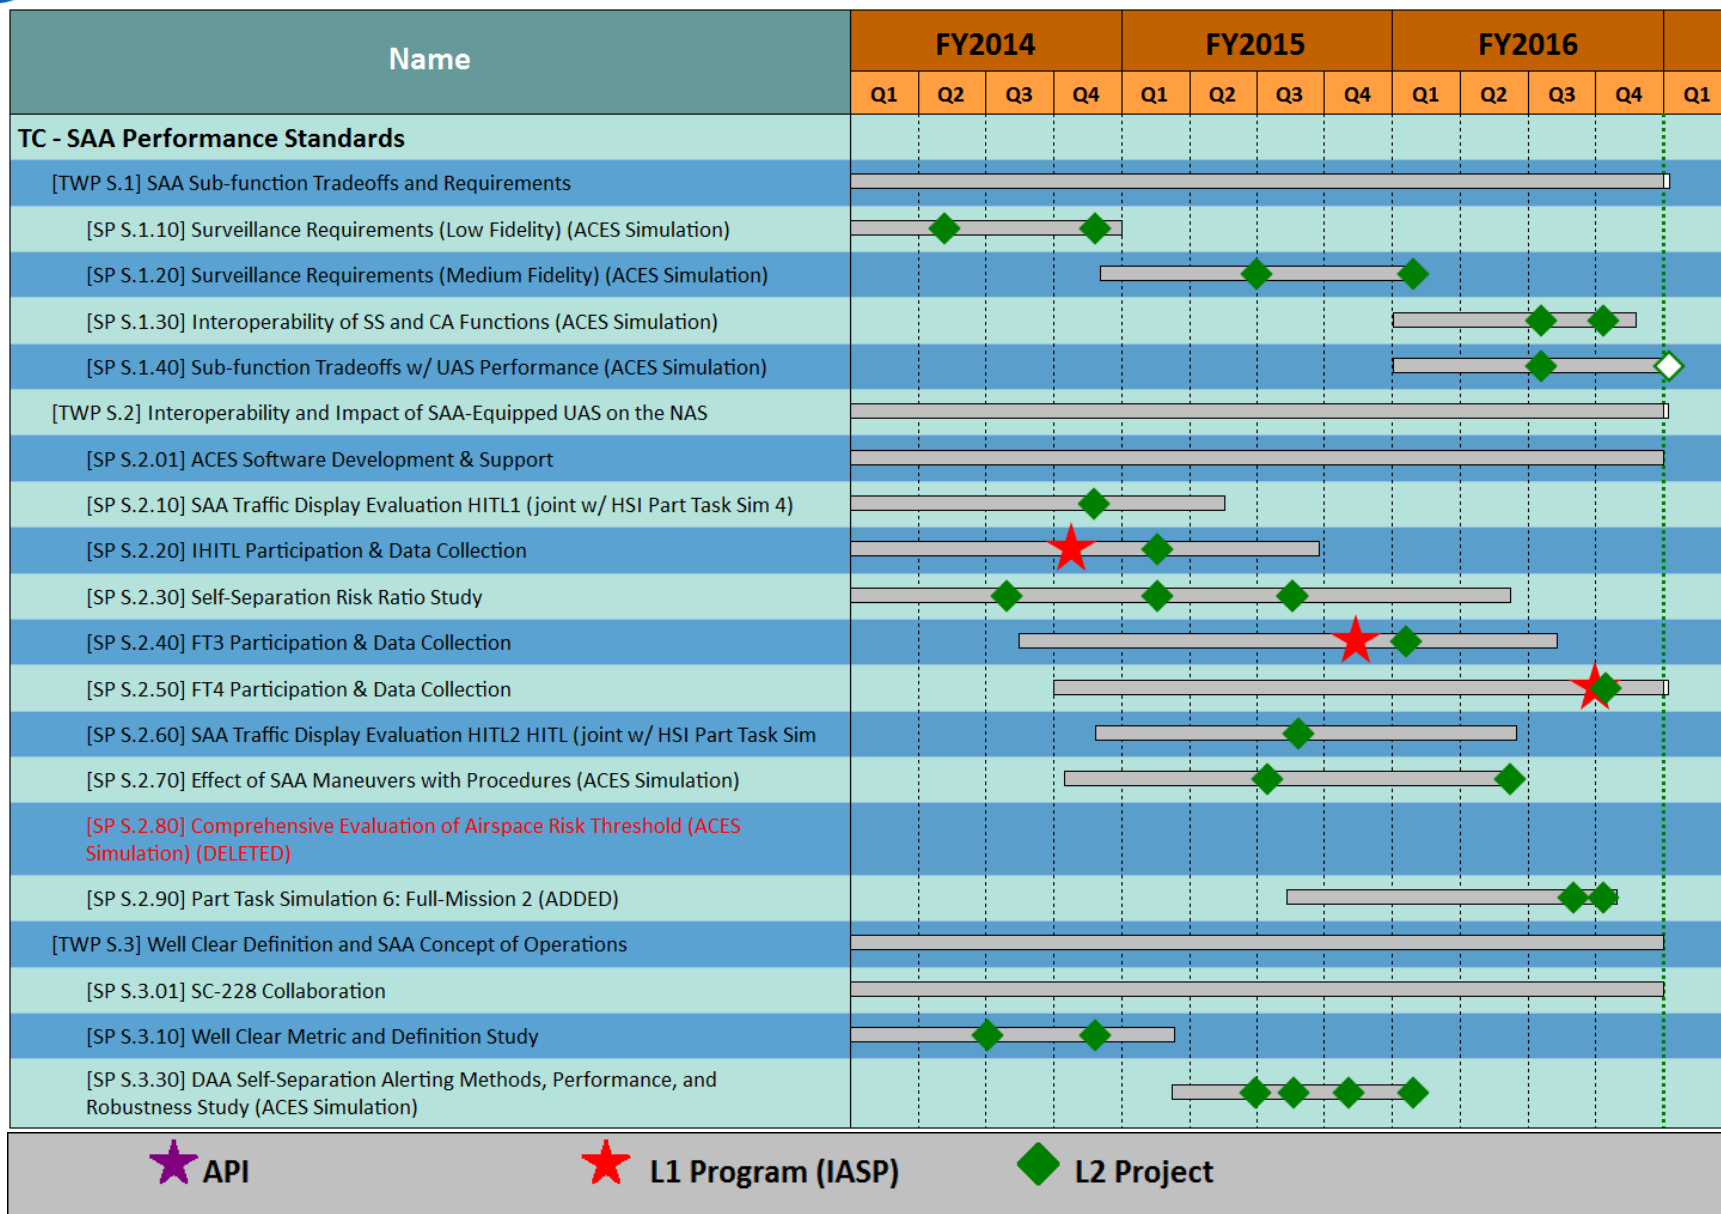 Name
FY2014 FY2015 FY2016
Q1 Q2 Q3 Q4 Q1 Q2 Q3 Q4 Q1 Q2 Q3 Q4 Q1
TC - SAA Performance Standards
[TWP S.1] SAA Sub-function Tradeoffs and Requirements
[SP S.1.10] Surveillance Requirements (Low Fidelity) (ACES Simulation)
[SP S.1.20] Surveillance Requirements (Medium Fidelity) (ACES Simulation)
[SP S.1.30] Interoperability of SS and CA Functions (ACES Simulation)
[SP S.1.40] Sub-function Tradeoffs w/ UAS Performance (ACES Simulation)
[TWP S.2] Interoperability and Impact of SAA-Equipped UAS on the NAS
[SP S.2.01] ACES Software Development & Support
[SP S.2.10] SAA Traffic Display Evaluation HITL1 (joint w/ HSI Part Task Sim 4)
[SP S.2.20] IHITL Participation & Data Collection
[SP S.2.30] Self-Separation Risk Ratio Study
[SP S.2.40] FT3 Participation & Data Collection
[SP S.2.50] FT4 Participation & Data Collection
[SP S.2.60] SAA Traffic Display Evaluation HITL2 HITL (joint w/ HSI Part Task Sim
[SP S.2.70] Effect of SAA Maneuvers with Procedures (ACES Simulation)
[SP S.2.80] Comprehensive Evaluation of Airspace Risk Threshold (ACES
Simulation) (DELETED)
[SP S.2.90] Part Task Simulation 6: Full-Mission 2 (ADDED)
[TWP S.3] Well Clear Definition and SAA Concept of Operations
[SP S.3.01] SC-228 Collaboration
[SP S.3.10] Well Clear Metric and Definition Study
[SP S.3.30] DAA Self-Separation Alerting Methods, Performance, and
Robustness Study (ACES Simulation)
API L1 Program (IASP) L2 Project